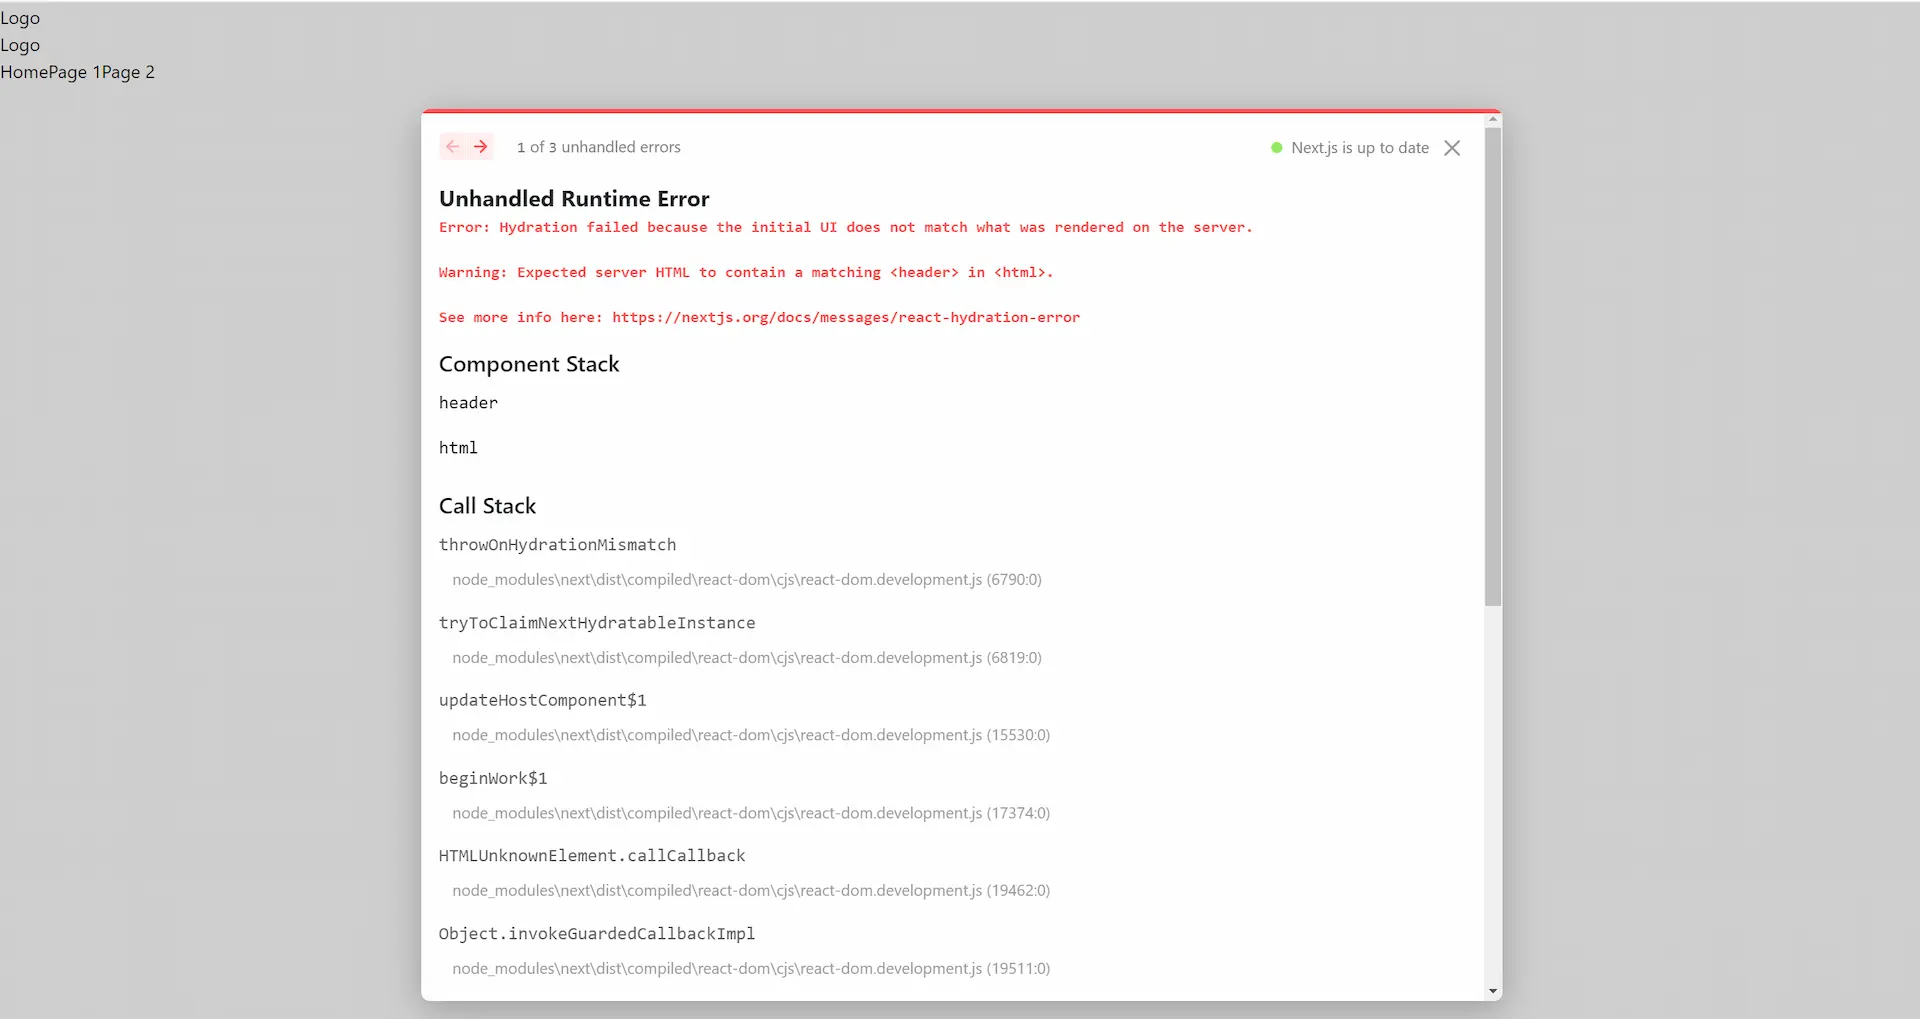 Logo
Logo
HomePage 1Page 2
1 of 3 unhandled errors
Next.js is up to date
Unhandled Runtime Error
Error: Hydration failed because the initial UI does not match what was rendered on the server.
Warning: Expected server HTML to contain a matching <header> in <html>.
See more info here: https://nextjs.org/docs/messages/react-hydration-error
Component Stack
header
html
Call Stack
throwOnHydrationMismatch
node_modules\next\dist\compiled\react-dom\cjs\react-dom.development.js (6790:0)
tryToClaimNextHydratableInstance
node_modules\next\dist\compiled\react-dom\cjs\react-dom.development.js (6819:0)
updateHostComponent$1
node_modules\next\dist\compiled\react-dom\cjs\react-dom.development.js (15530:0)
beginWork$1
node_modules\next\dist\compiled\react-dom\cjs\react-dom.development.js (17374:0)
HTMLUnknownElement.callCallback
node_modules\next\dist\compiled\react-dom\cjs\react-dom.development.js (19462:0)
Object.invokeGuardedCallbackImpl
node_modules\next\dist\compiled\react-dom\cjs\react-dom.development.js (19511:0)